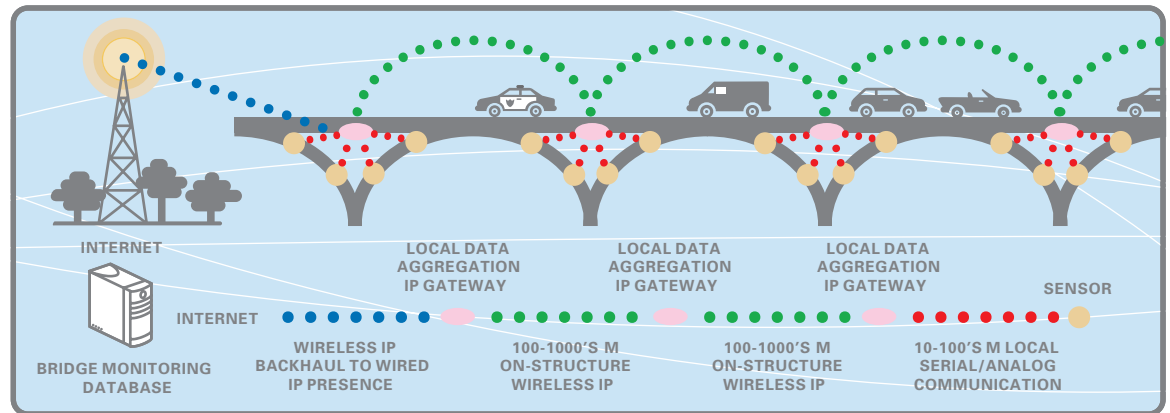 INTERNET
LOCAL DATA
AGGREGATION
IP GATEWAY
LOCAL DATA
AGGREGATION
IP GATEWAY
LOCAL DATA
AGGREGATION
IP GATEWAY
SENSOR
INTERNET
BRIDGE MONITORING
DATABASE
WIRELESS IP
BACKHAUL TO WIRED
IP PRESENCE
100-1000'S M
ON-STRUCTURE
WIRELESS IP
100-1000'S M
ON-STRUCTURE
WIRELESS IP
10-100'S M LOCAL
SERIAL/ANALOG
COMMUNICATION